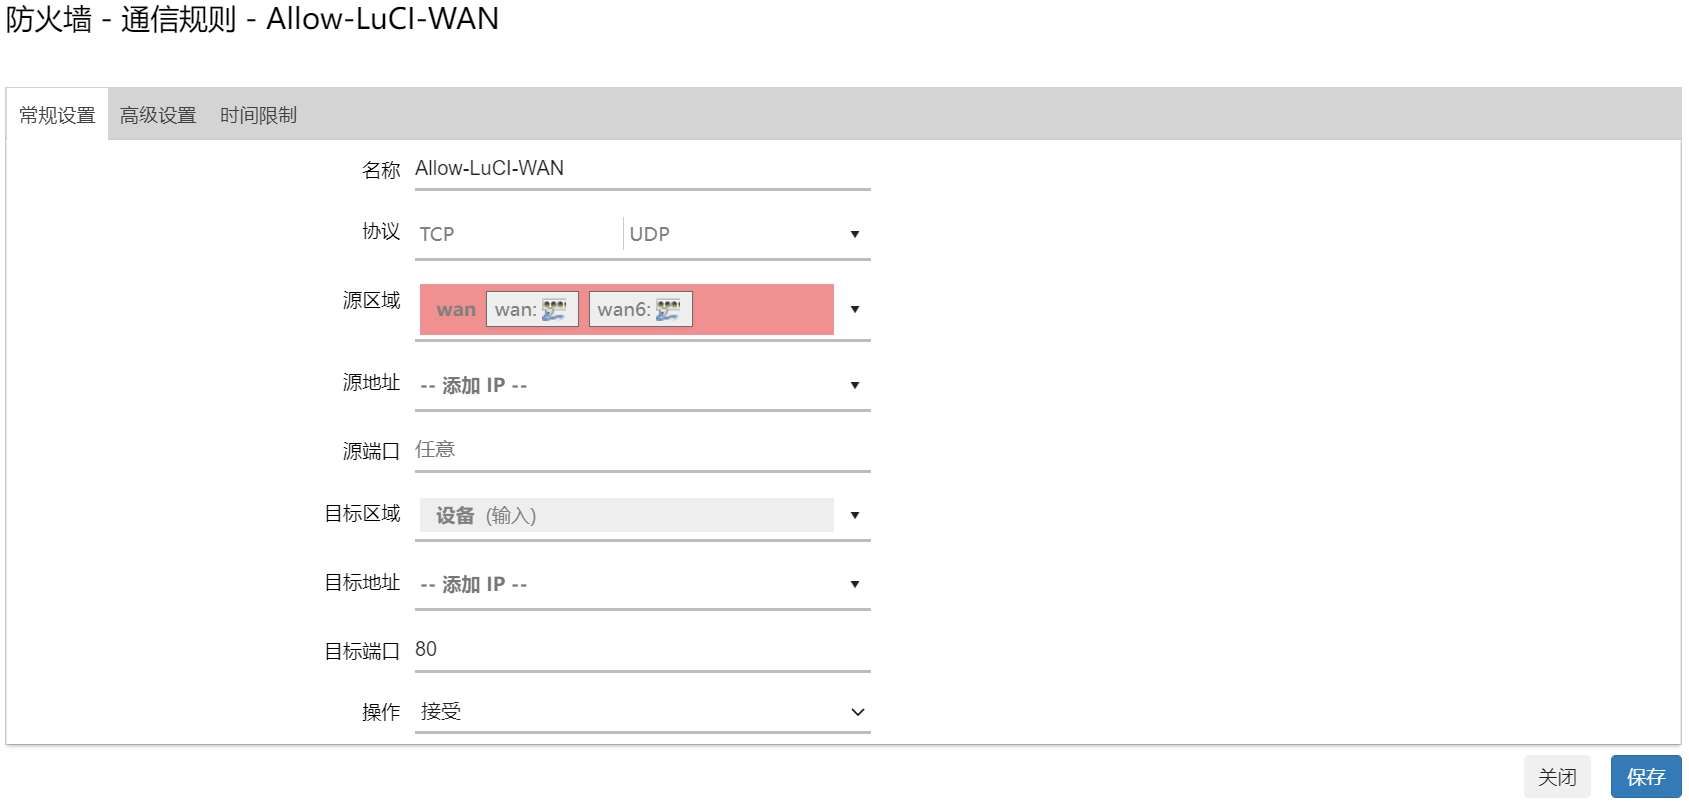 防火墙 - 通信规则 - Allow-LuCI-WAN
常规设置 高级设置 时间限制
名称 Allow-LuCI-WAN
协议 TCP UDP
源区域 wan wan: wan6:
源地址 -- 添加 IP --
源端口 任意
目标区域 设备 (输入)
目标地址 -- 添加 IP --
目标端口 80
操作 接受
关闭 保存